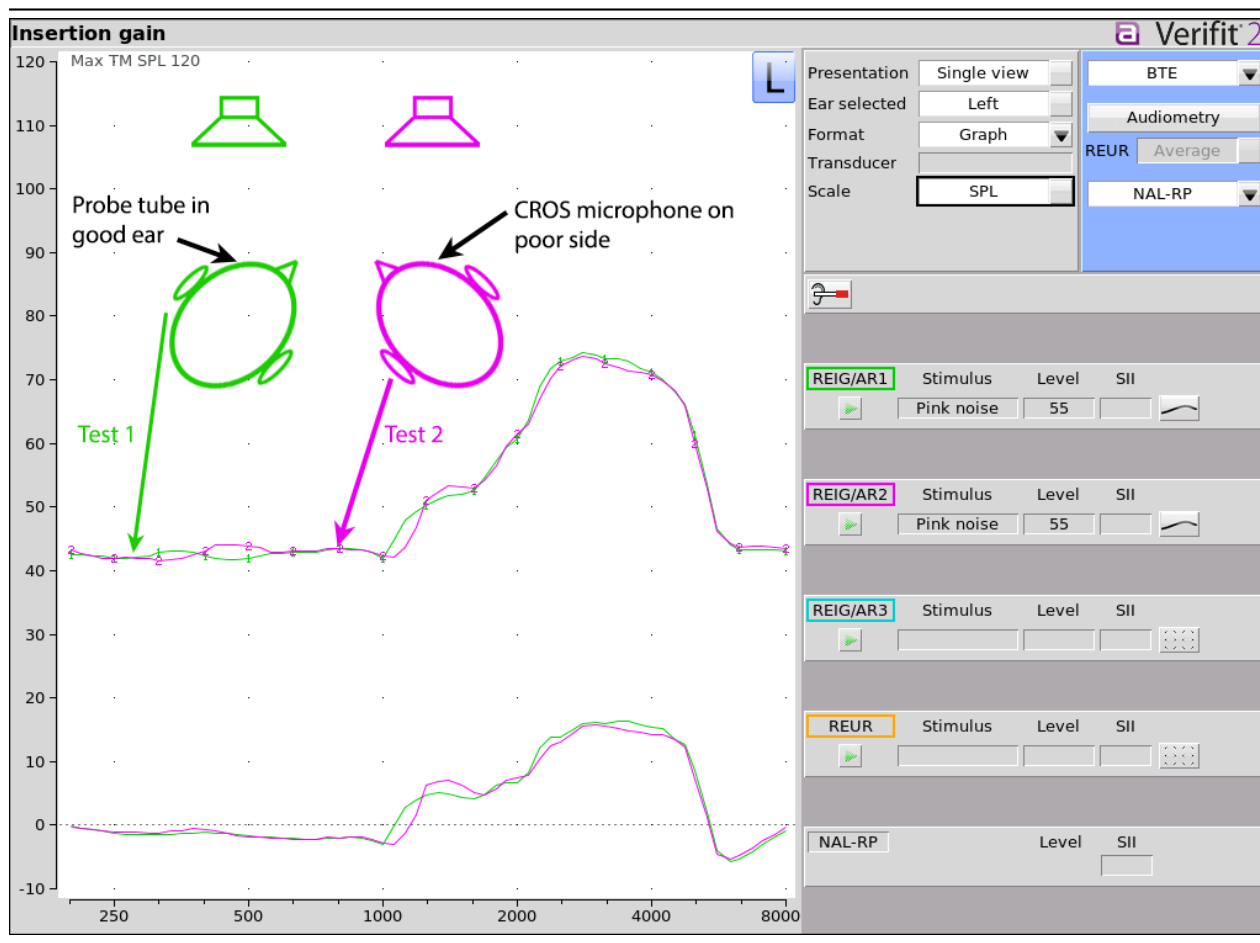 Insertion gain
a Verifit 2
Max TM SPL 120
L
120
110
100
90
80
70
60
50
40
30
20
10
0
-10
250 500 1000 2000 4000 8000
Probe tube in
good ear
CROS microphone on
poor side
Test 1
Test 2
Presentation Single view
Ear selected Left
Format Graph
Transducer
Scale SPL
BTE
Audiometry
REUR Average
NAL-RP
REIG/AR1 Stimulus Level SII
Pink noise 55
REIG/AR2 Stimulus Level SII
Pink noise 55
REIG/AR3 Stimulus Level SII
REUR Stimulus Level SII
NAL-RP Level SII